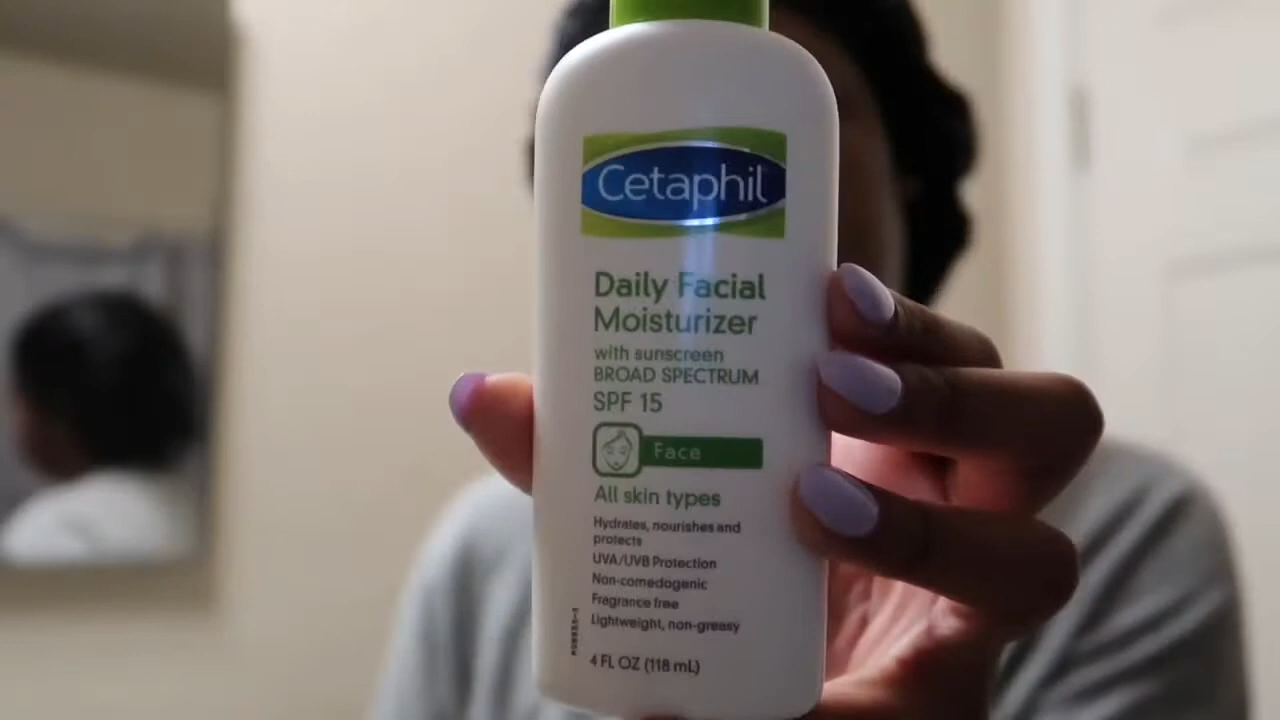 Cetaphil
Daily Facial
Moisturizer
with sunscreen
BROAD SPECTRUM
SPF 15
Face
All skin types
Hydrates, nourishes and
protects
UVA/UVB Protection
Non-comedogenic
Fragrance free
Lightweight, non-greasy
4 FL OZ (118 mL)